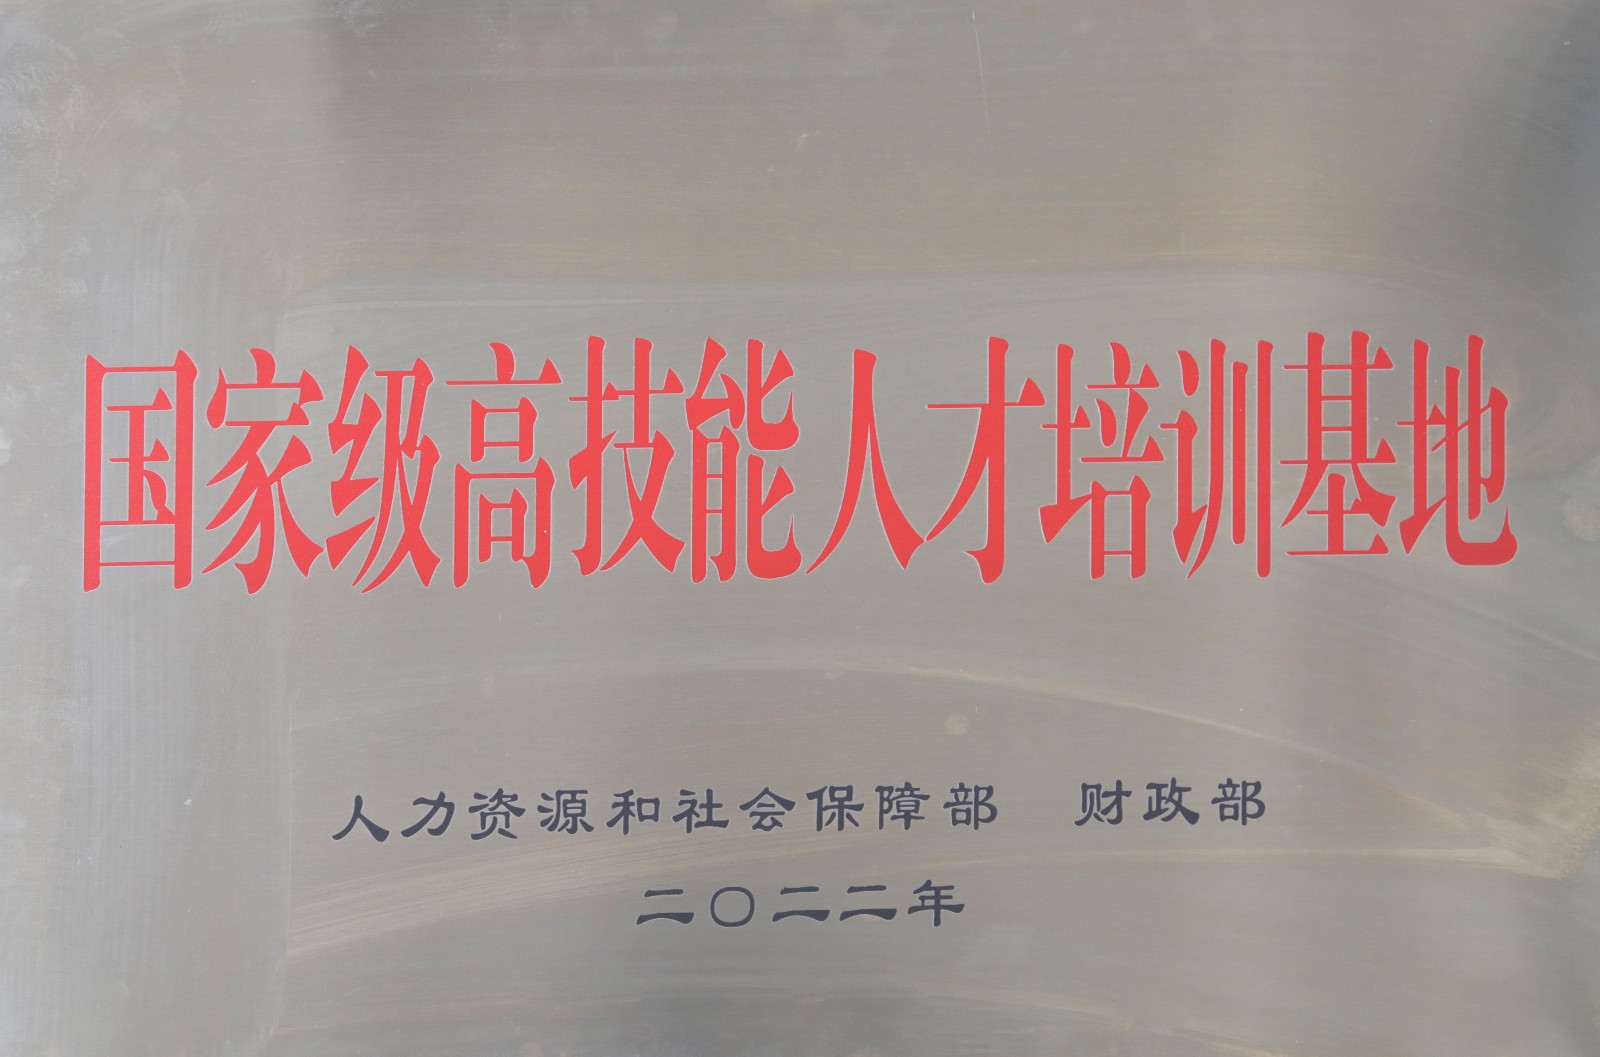 国家级高技能人才培训基地
人力资源和社会保障部　财政部
二〇二二年